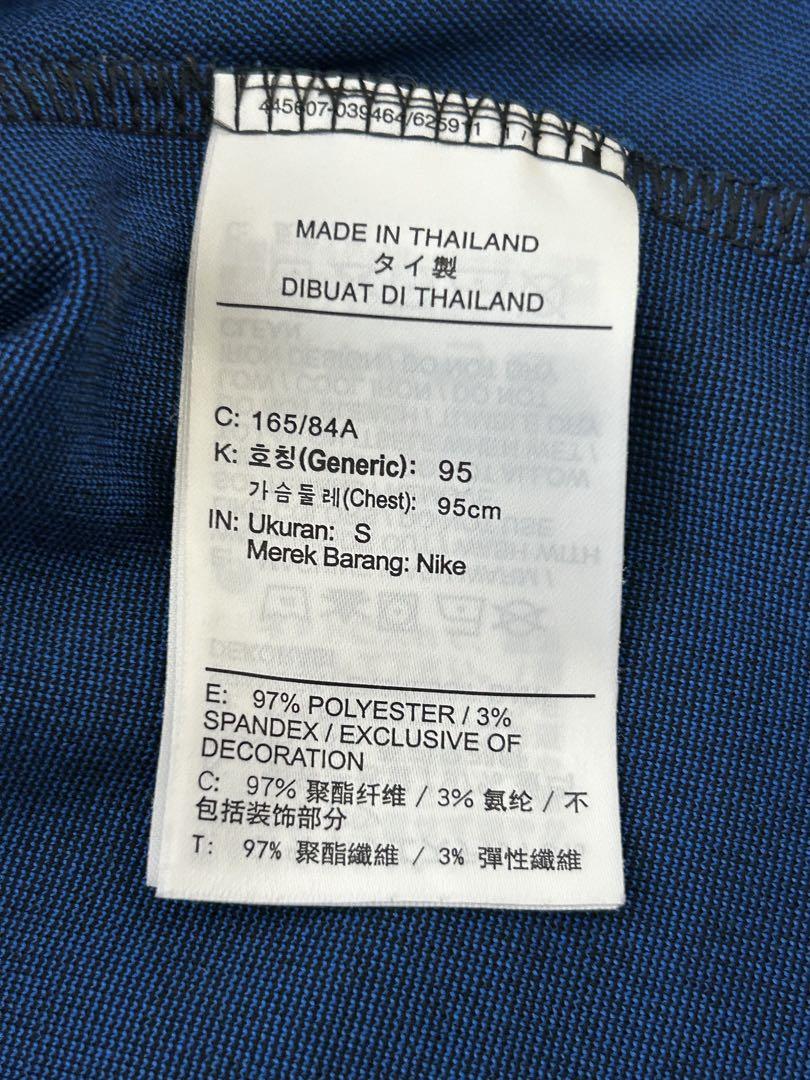 MADE IN THAILAND
タイ製
DIBUAT DI THAILAND
C: 165/84A
K: 호칭(Generic): 95
가슴둘레(Chest): 95cm
IN: Ukuran: S
Merek Barang: Nike
E: 97% POLYESTER / 3%
SPANDEX / EXCLUSIVE OF
DECORATION
C: 97% 聚酯纤维 / 3% 氨纶 / 不
包括装饰部分
T: 97% 聚酯纖維 / 3% 彈性纖維